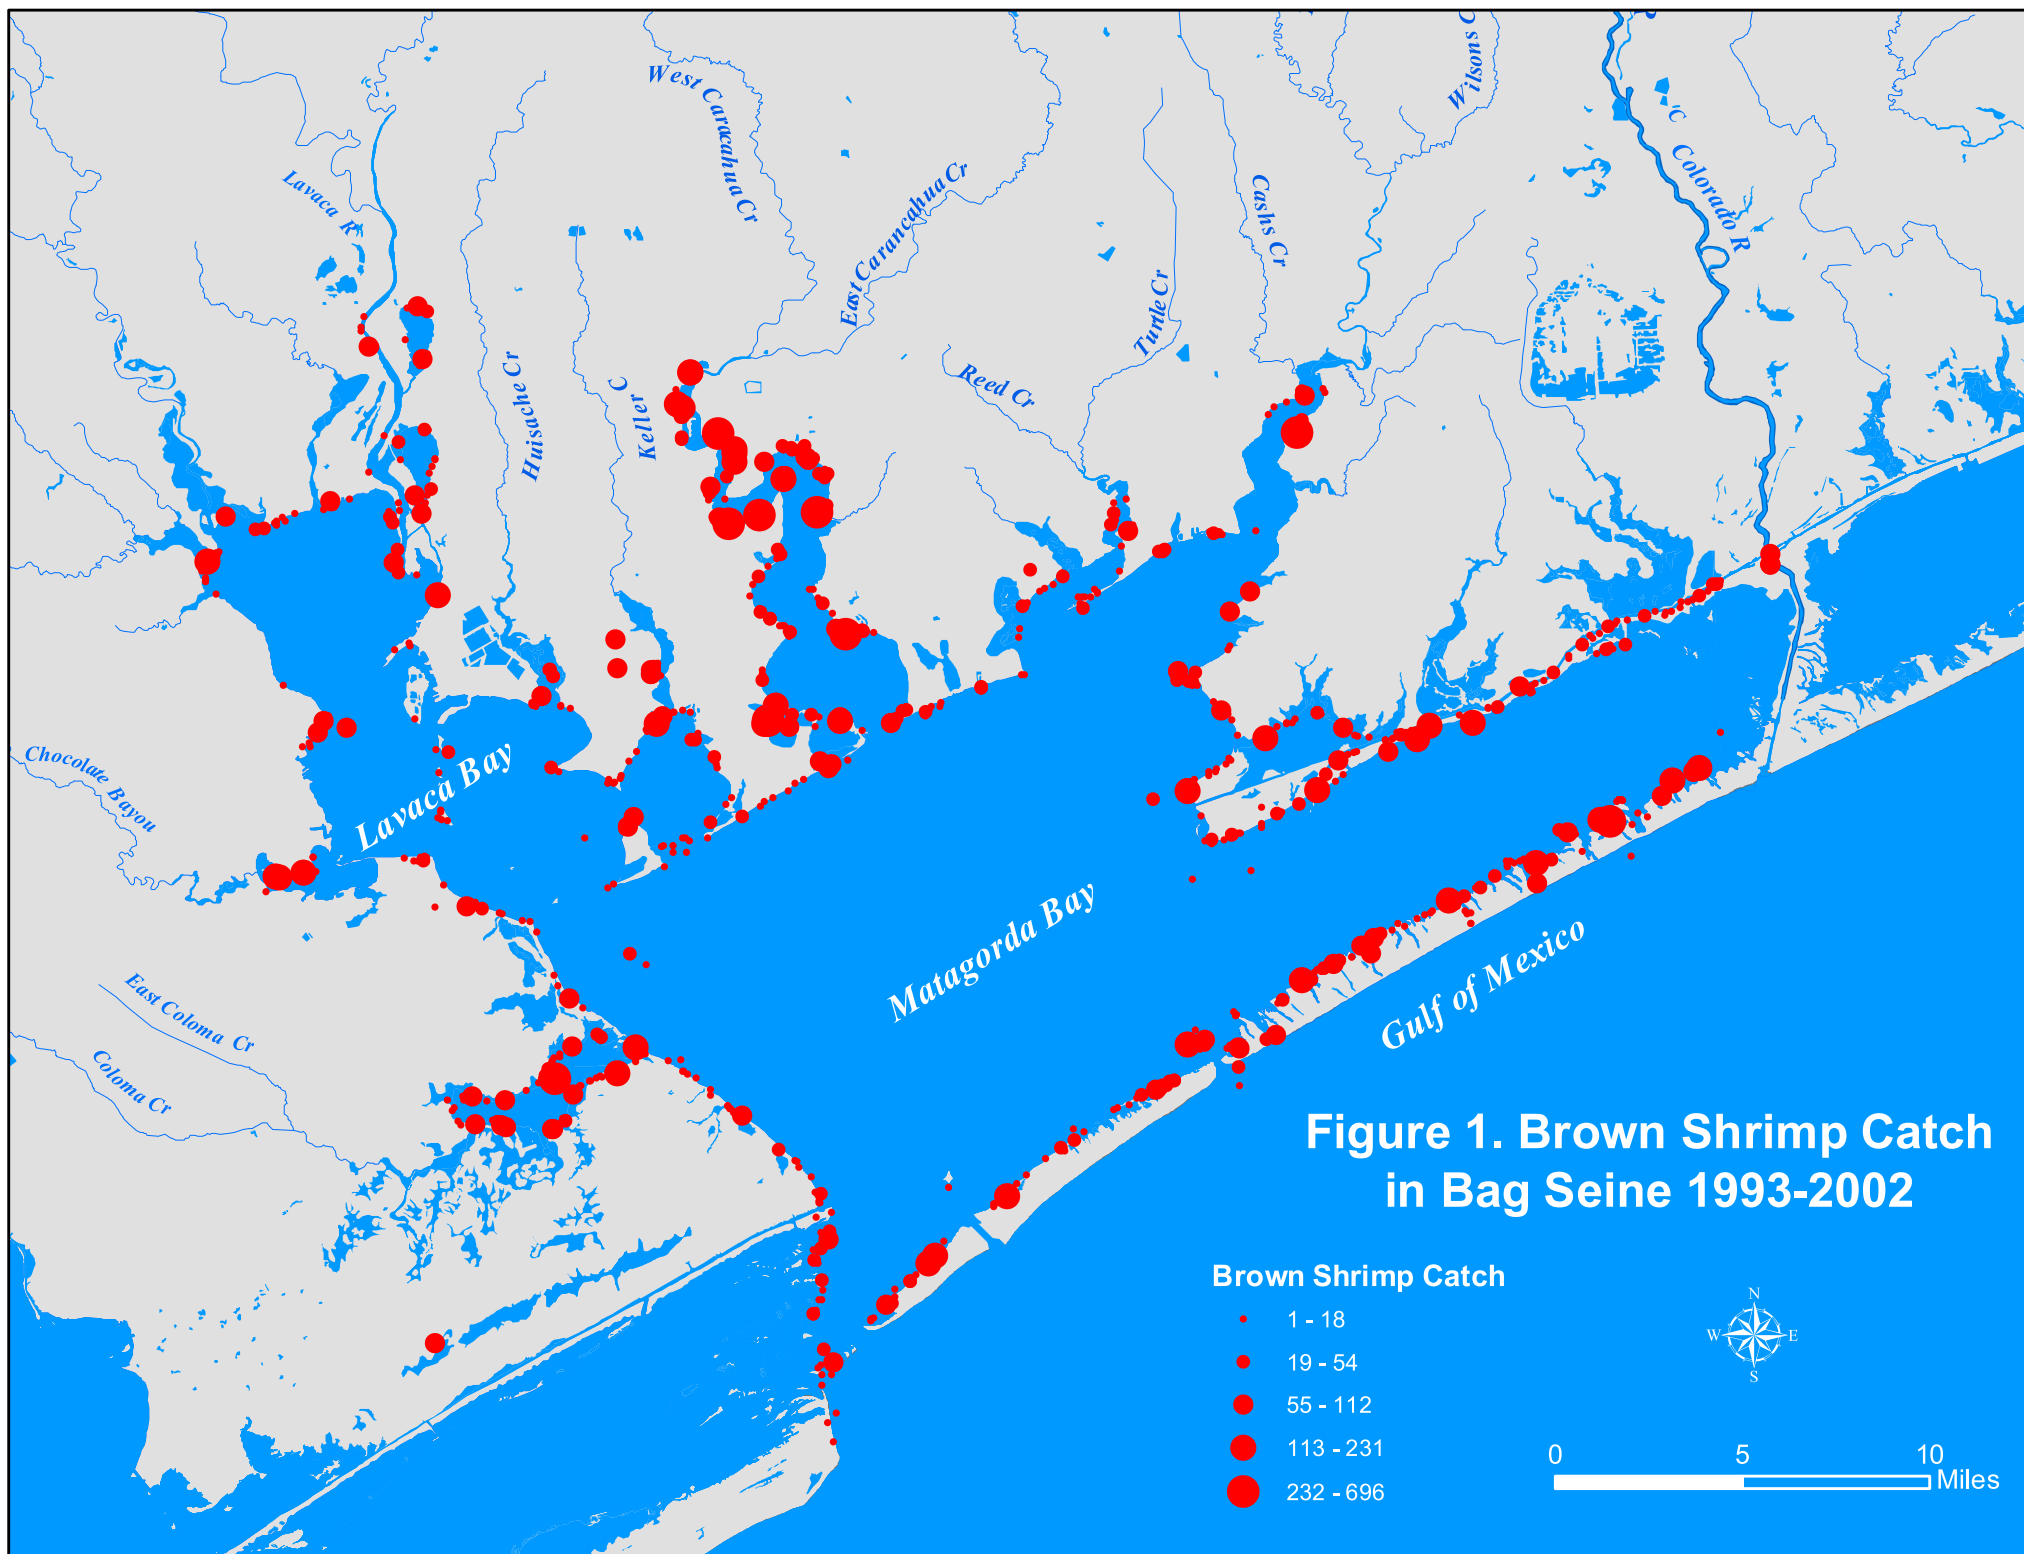 Wilsons C
West Caracahua Cr
Lavaca R
C
Colorado R
East Carancahua Cr
Cashs Cr
Turtle Cr
Reed Cr
Huisache Cr
Keller C
Chocolate Bayou
Lavaca Bay
Matagorda Bay
Gulf of Mexico
East Coloma Cr
Coloma Cr
Figure 1. Brown Shrimp Catch
in Bag Seine 1993-2002
Brown Shrimp Catch
1 - 18
19 - 54
55 - 112
113 - 231
232 - 696
N
W E
S
0 5 10
Miles